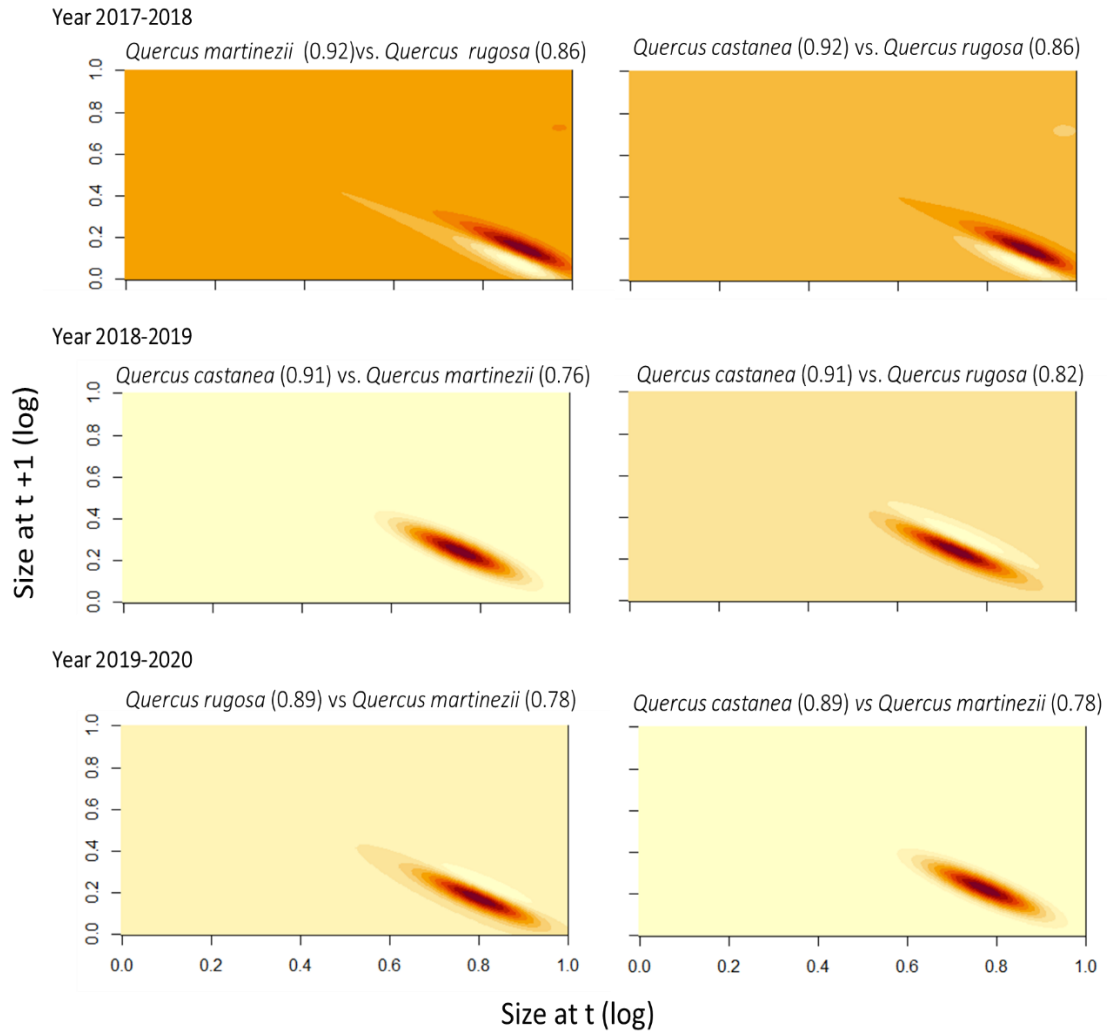 Year 2017-2018
Quercus martinezii (0.92)vs. Quercus rugosa (0.86)
Quercus castanea (0.92) vs. Quercus rugosa (0.86)
1.0
0.8
0.6
0.4
0.2
0.0
Year 2018-2019
Quercus castanea (0.91) vs. Quercus martinezii (0.76)
Quercus castanea (0.91) vs. Quercus rugosa (0.82)
Size at t +1 (log)
1.0
0.8
0.6
0.4
0.2
0.0
Year 2019-2020
Quercus rugosa (0.89) vs Quercus martinezii (0.78)
Quercus castanea (0.89) vs Quercus martinezii (0.78)
1.0
0.8
0.6
0.4
0.2
0.0
0.0 0.2 0.4 0.6 0.8 1.0
0.0 0.2 0.4 0.6 0.8 1.0
Size at t (log)